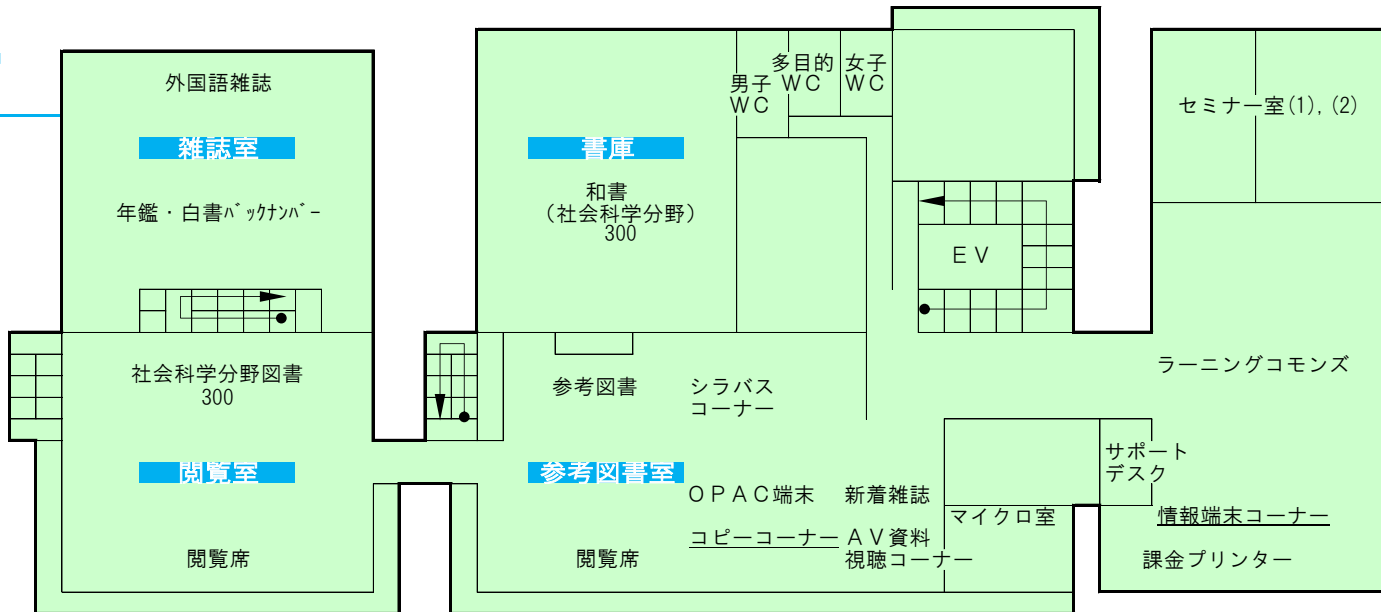 外国語雑誌
雑誌室
年鑑・白書ﾊﾞｯｸﾅﾝﾊﾞｰ
社会科学分野図書
300
閲覧室
閲覧席
書庫
和書
（社会科学分野）
300
男子
ＷＣ
多目的
ＷＣ
女子
ＷＣ
ＥＶ
参考図書
シラバス
コーナー
参考図書室
ＯＰＡＣ端末
新着雑誌
コピーコーナー
ＡＶ資料
視聴コーナー
閲覧席
マイクロ室
セミナー室(1),(2)
ラーニングコモンズ
サポート
デスク
情報端末コーナー
課金プリンター